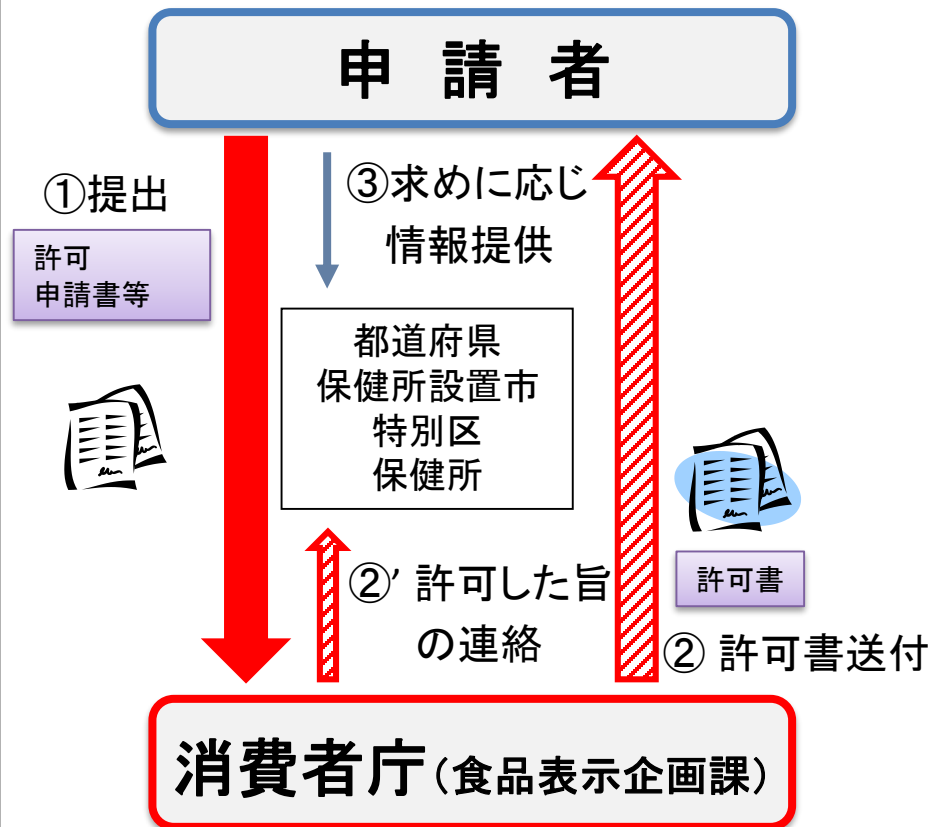 申 請 者
①提出
許可
申請書等
③求めに応じ
情報提供
都道府県
保健所設置市
特別区
保健所
②’ 許可した旨
の連絡
許可書
② 許可書送付
消費者庁(食品表示企画課)